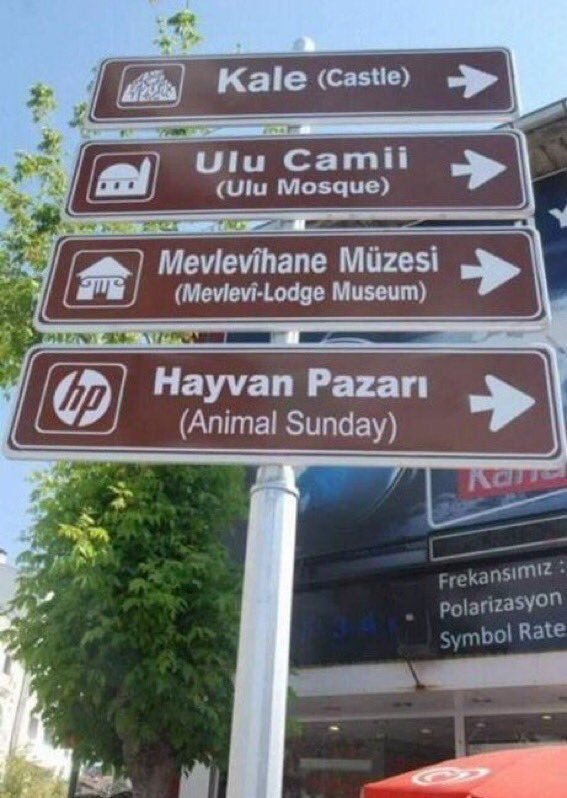 Kale (Castle)
Ulu Camii
(Ulu Mosque)
Mevlevîhane Müzesi
(Mevlevî-Lodge Museum)
hp
Hayvan Pazarı
(Animal Sunday)
Frekansımız :
Polarizasyon
Symbol Rate